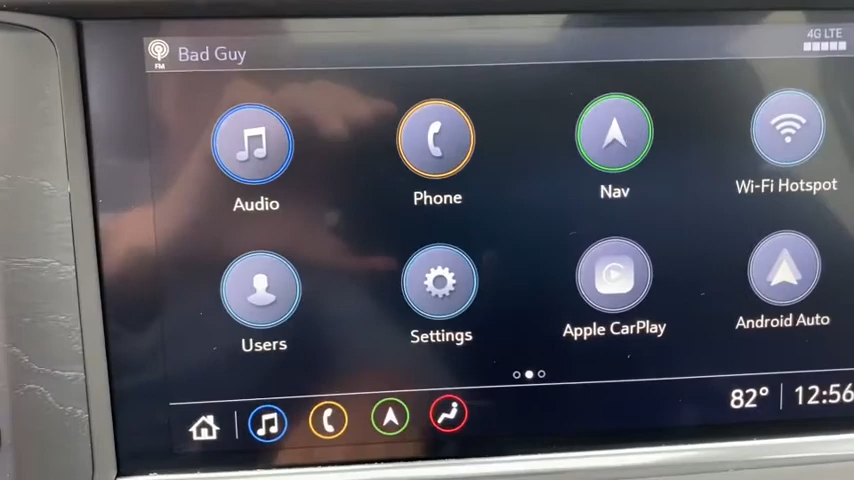 FM
Bad Guy
4G LTE
Audio
Phone
Nav
Wi-Fi Hotspot
Users
Settings
Apple CarPlay
Android Auto
82° 12:56